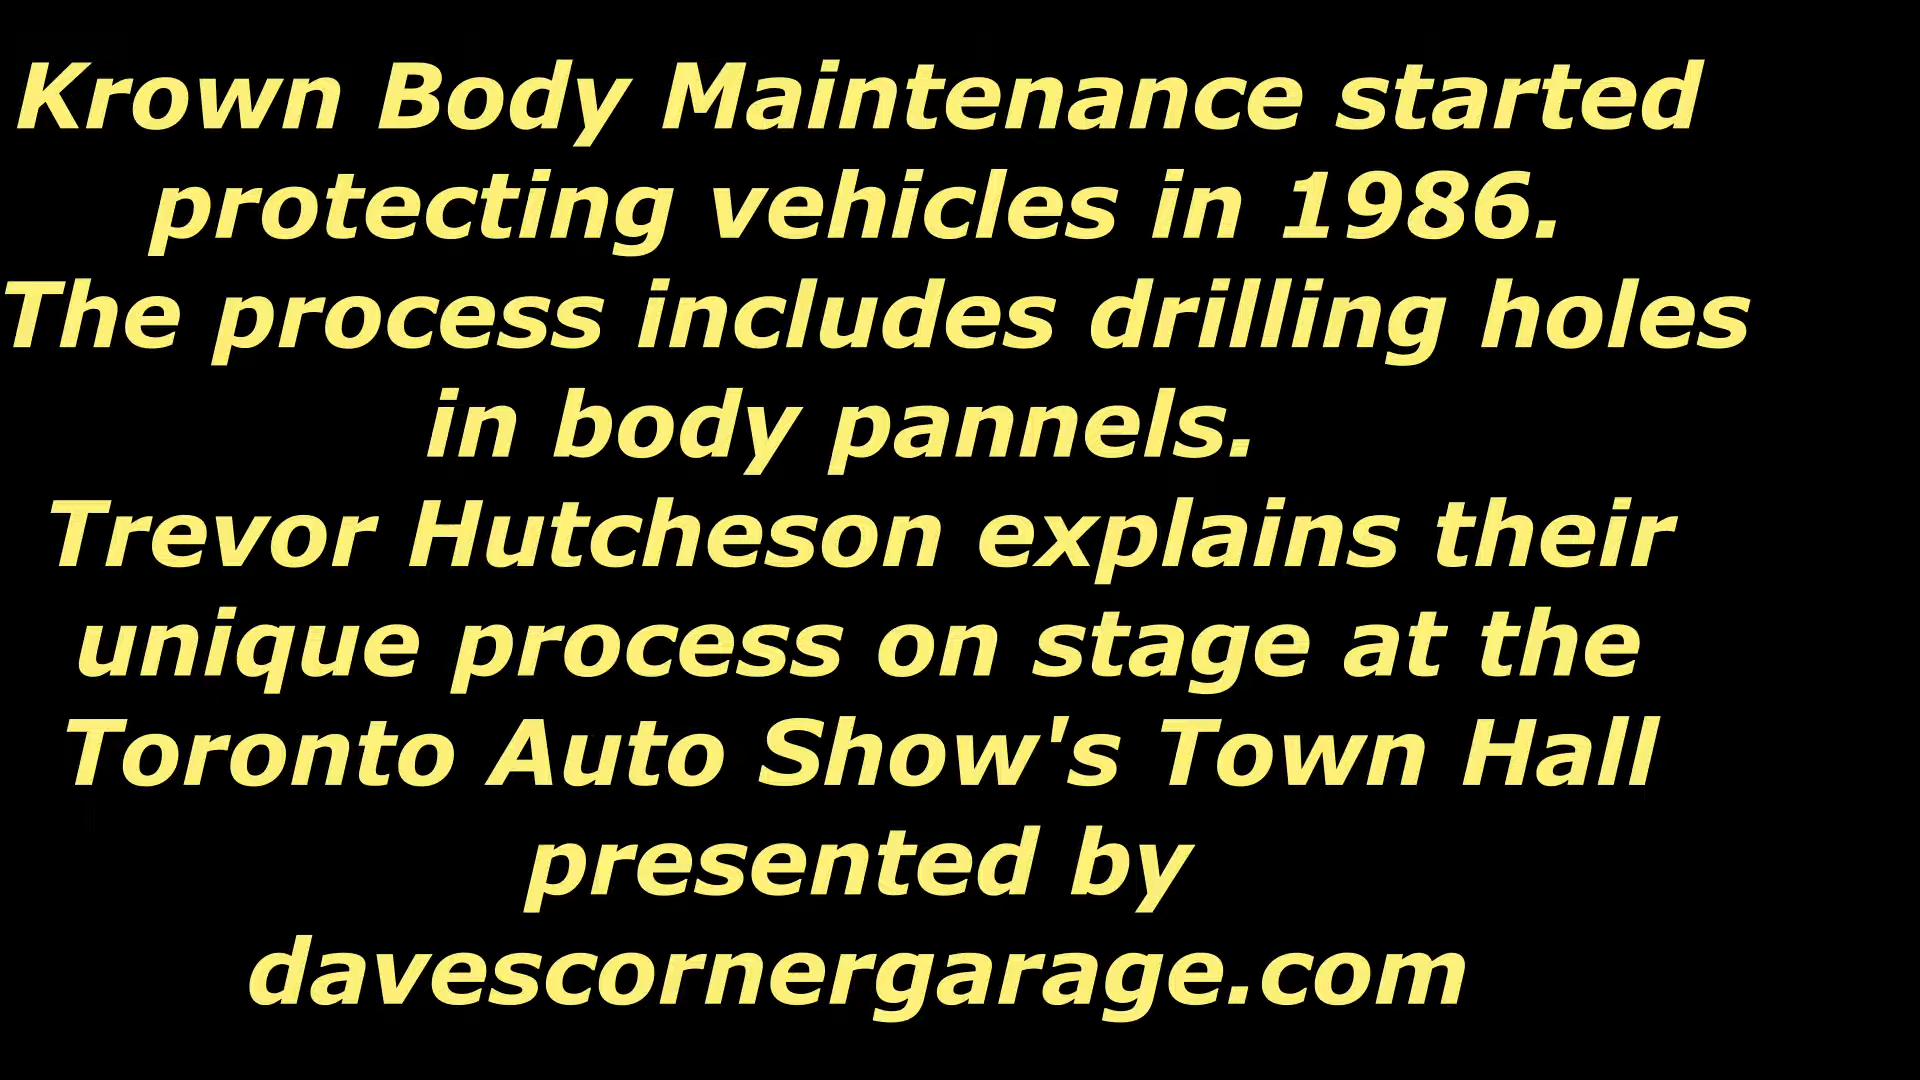 Krown Body Maintenance started
protecting vehicles in 1986.
The process includes drilling holes
in body pannels.
Trevor Hutcheson explains their
unique process on stage at the
Toronto Auto Show's Town Hall
presented by
davescornergarage.com